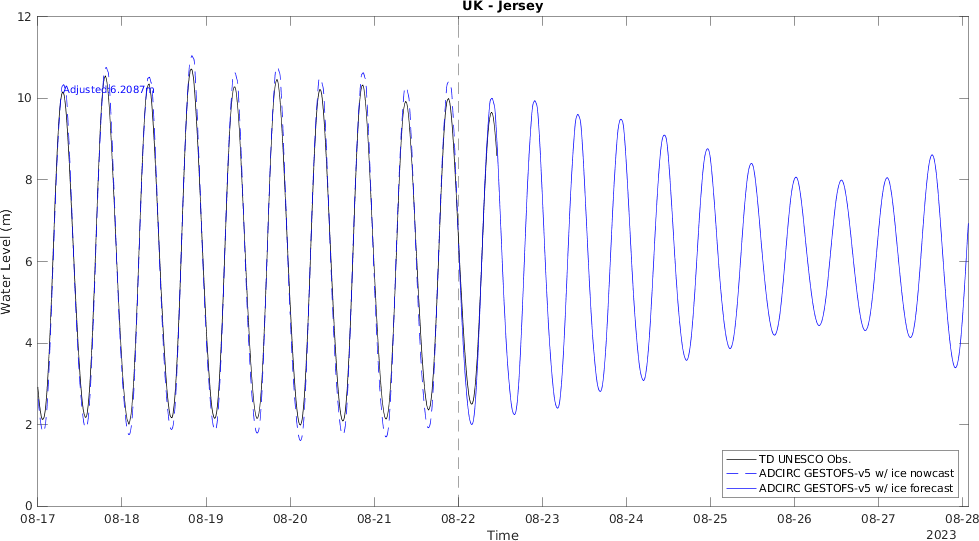 UK - Jersey
12
10
8
6
4
2
0
Water Level (m)
Adjusted:6.2087m
TD UNESCO Obs.
ADCIRC GESTOFS-v5 w/ ice nowcast
ADCIRC GESTOFS-v5 w/ ice forecast
08-17 08-18 08-19 08-20 08-21 08-22 08-23 08-24 08-25 08-26 08-27 08-28
Time
2023